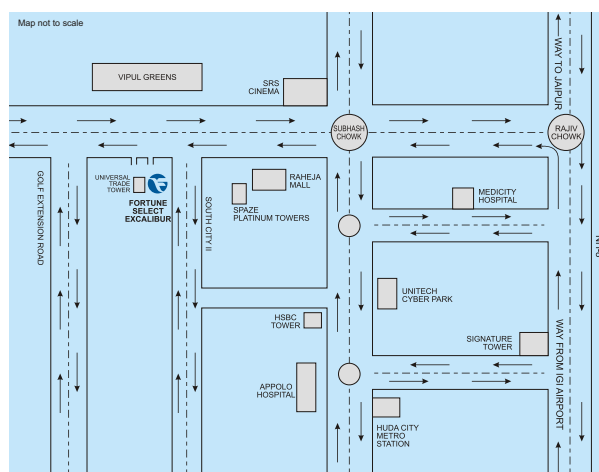 Map not to scale
VIPUL GREENS
SRS
CINEMA
WAY TO JAIPUR
SUBHASH
CHOWK
RAJIV
CHOWK
GOLF EXTENSION ROAD
UNIVERSAL
TRADE
TOWER
FORTUNE
SELECT
EXCALIBUR
SOUTH CITY II
RAHEJA
MALL
SPAZE
PLATINUM TOWERS
MEDICITY
HOSPITAL
UNITECH
CYBER PARK
HSBC
TOWER
SIGNATURE
TOWER
WAY FROM IGI AIRPORT
APPOLO
HOSPITAL
HUDA CITY
METRO
STATION